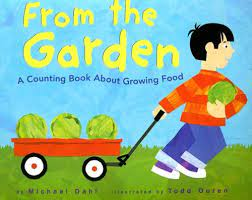 From the
Garden
A Counting Book About Growing Food
by Michael Dahl illustrated by Todd Ouren